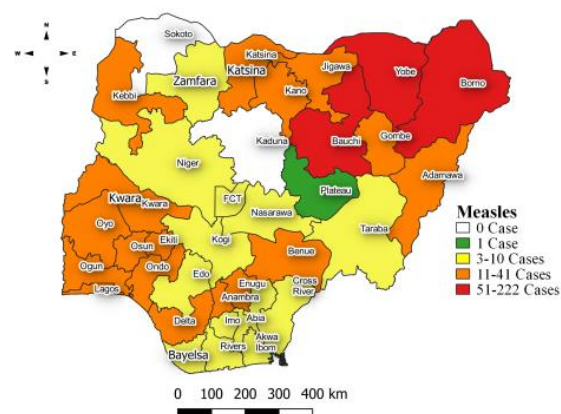 N
W E
S
Sokoto
Katsina
Zamfara
Katsina
Jigawa
Yobe
Borno
Kebbi
Kano
Kaduna
Bauchi
Gombe
Niger
Adamawa
Plateau
FCT
Kwara
Kwara
Nasarawa
Oyo
Taraba
Osun
Ekiti
Kogi
Benue
Ogun
Ondo
Edo
Enugu
Cross
River
Lagos
Anambra
Delta
Imo
Abia
Bayelsa
Rivers
Akwa
Ibom
Measles
0 Case
1 Case
3-10 Cases
11-41 Cases
51-222 Cases
0 100 200 300 400 km